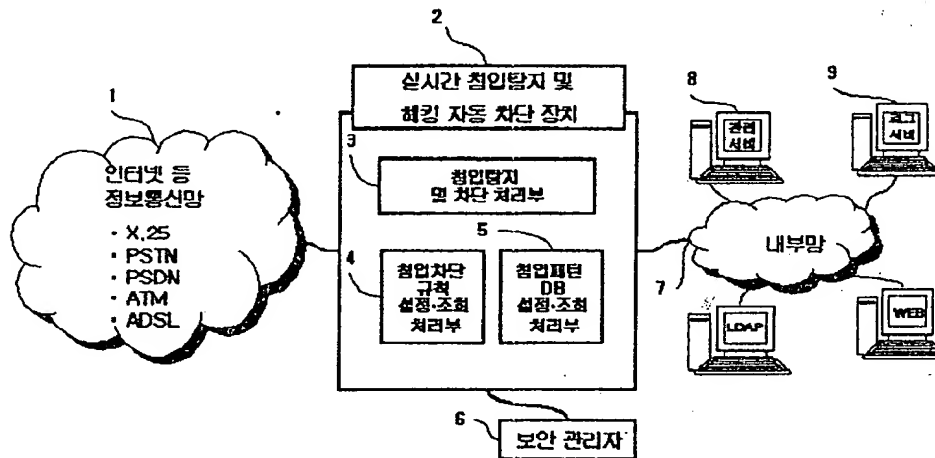 1
인터넷 등
정보통신망
· X.25
· PSTN
· PSDN
· ATM
· ADSL
2
실시간 침입탐지 및
해킹 자동 차단 장치
3
침입탐지
및 차단 처리부
4
침입차단
규칙
설정·조회
처리부
5
침입패턴
DB
설정·조회
처리부
6
보안 관리자
7
내부망
8
관리
서버
9
로그
서버
LDAP
WEB